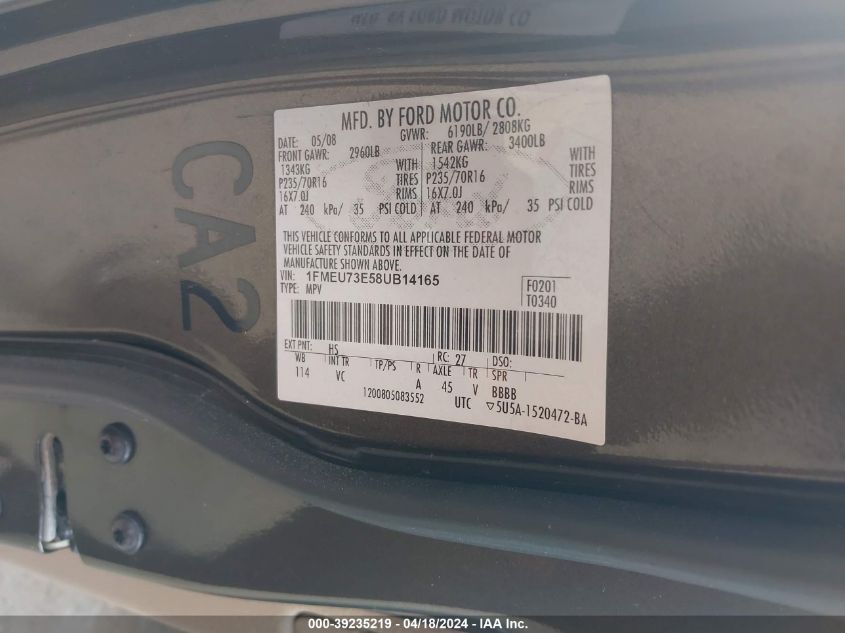 MFD. BY FORD MOTOR CO.
DATE: 05/08 GVWR: 6190LB/ 2808KG
FRONT GAWR: 2960LB REAR GAWR: 3400LB
1343KG WITH 1542KG WITH
P235/70R16 TIRES P235/70R16 TIRES
16X7.0J RIMS 16X7.0J RIMS
AT 240 kPa/ 35 PSI COLD AT 240 kPa/ 35 PSI COLD
THIS VEHICLE CONFORMS TO ALL APPLICABLE FEDERAL MOTOR
VEHICLE SAFETY STANDARDS IN EFFECT ON THE DATE OF
MANUFACTURE SHOWN ABOVE.
VIN: 1FMEU73E58UB14165
TYPE: MPV
F0201
T0340
EXT PNT: HS RC: 27 DSO:
WB INT TR TP/PS R AXLE TR SPR
114 VC A 45 V BBBB
1200805083552 UTC ▽5U5A-1520472-BA
CA2
000-39235219 - 04/18/2024 - IAA Inc.